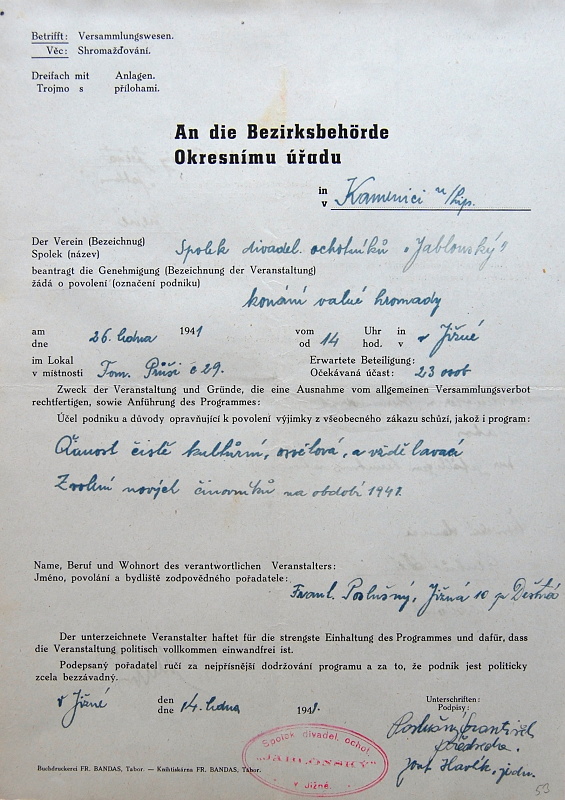 Betrifft: Versammlungswesen.
Věc: Shromažďování.
Dreifach mit Anlagen.
Trojmo s přílohami.
An die Bezirksbehörde
Okresnímu úřadu
in
v Kamenici n/Lip.
Der Verein (Bezeichnug)
Spolek (název) Spolek divadel. ochotníků „Jablonský"
beantragt die Genehmigung (Bezeichnung der Veranstaltung)
žádá o povolení (označení podniku)
konání valné hromady
am 1941 vom Uhr in
dne 26. ledna od 14 hod. v v Jižné
im Lokal Erwartete Beteiligung:
v místnosti Tom. Průši č 29. Očekávaná účast: 23 osob
Zweck der Veranstaltung und Gründe, die eine Ausnahme vom allgemeinen Versammlungsverbot
rechtfertigen, sowie Anführung des Programmes:
Účel podniku a důvody opravňující k povolení výjimky z všeobecného zákazu schůzí, jakož i program:
Činnost čistě kulturní, osvětová, a vzdělavací
Zvolení nových činovníků na období 1941.
Name, Beruf und Wohnort des verantwortlichen Veranstalters:
Jméno, povolání a bydliště zodpovědného pořadatele:
Frant. Poslušný, Jižná 10 p Deštná
Der unterzeichnete Veranstalter haftet für die strengste Einhaltung des Programmes und dafür, dass
die Veranstaltung politisch vollkommen einwandfrei ist.
Podepsaný pořadatel ručí za nejpřísnější dodržování programu a za to, že podnik jest politicky
zcela bezzávadný.
v Jižné den
dne 14. ledna 1941.
Unterschriften:
Podpisy:
Poslušný František
Josef Havlík, jedn.
Spolek divadel. ochot.
„JABLONSKÝ"
v Jižné.
Buchdruckerei FR. BANDAS, Tabor. — Knihtiskárna FR. BANDAS, Tábor.
53